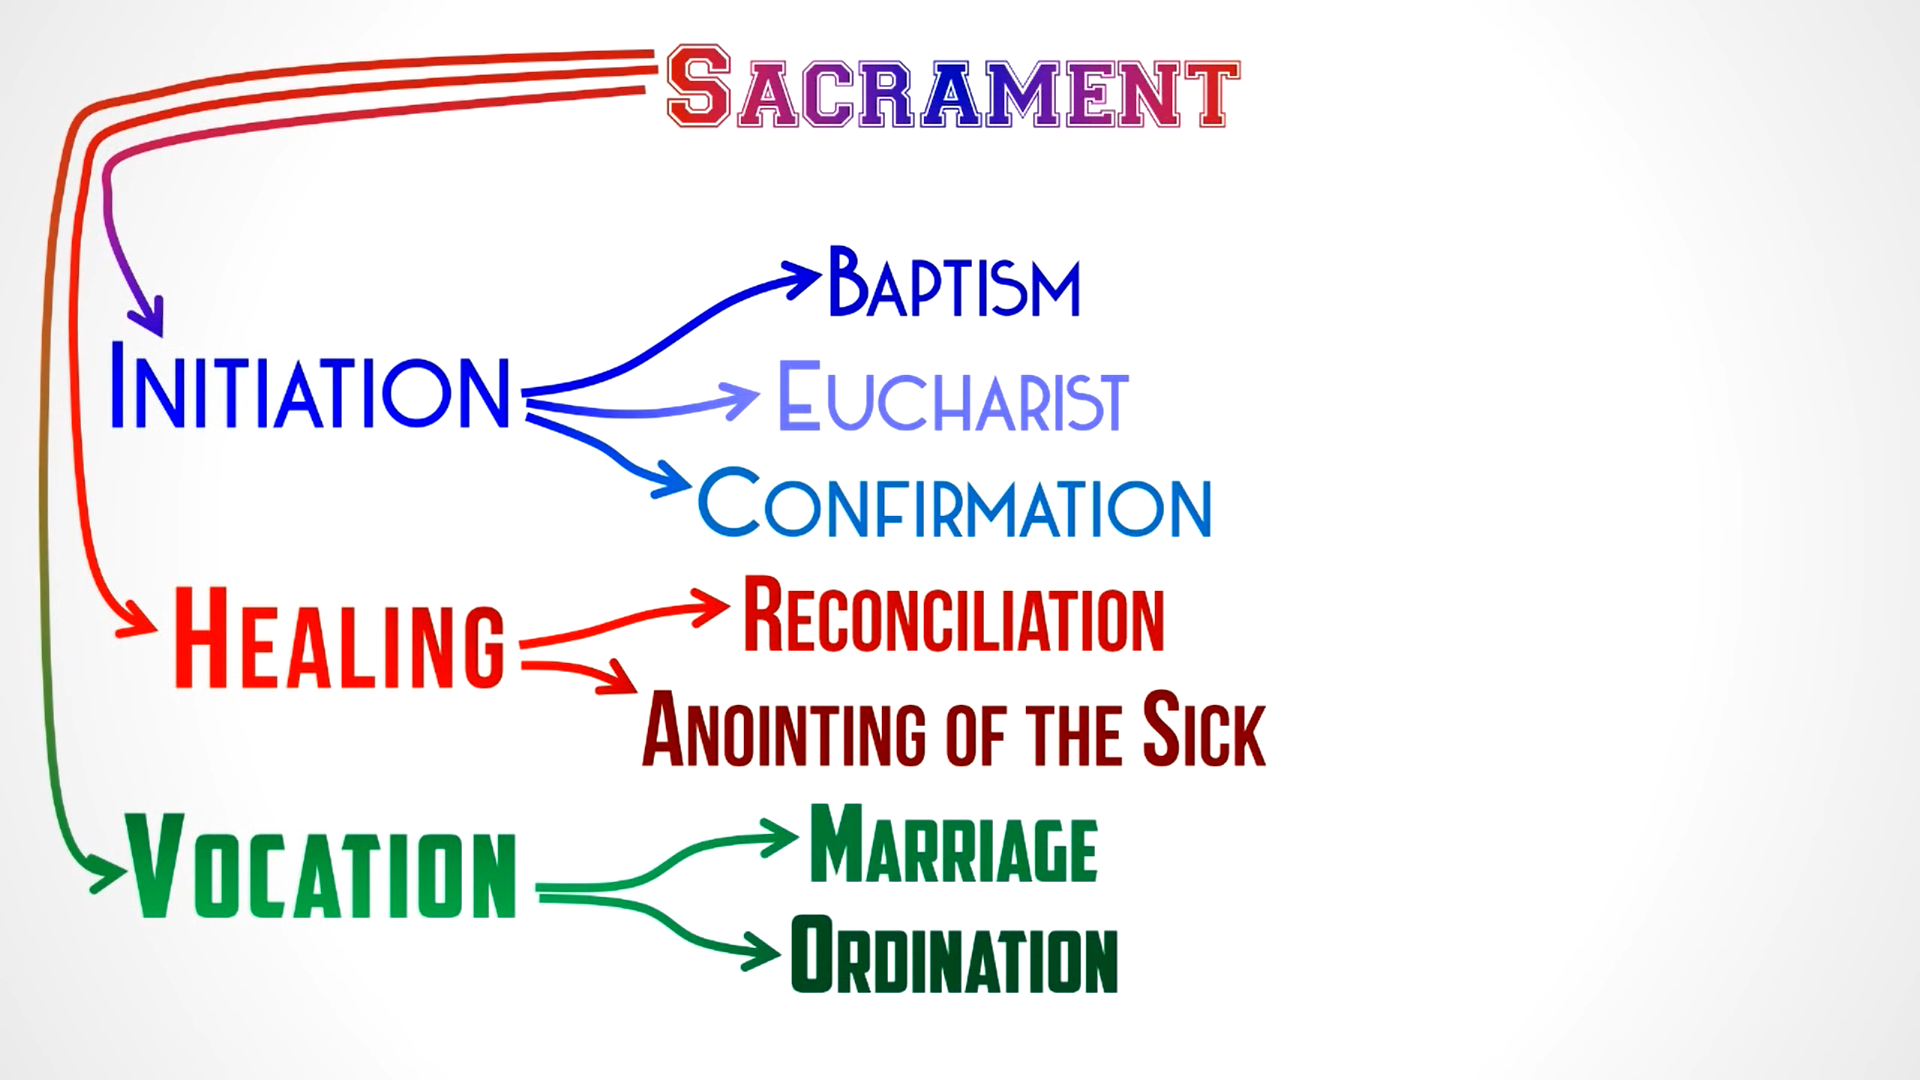 SACRAMENT
INITIATION
BAPTISM
EUCHARIST
CONFIRMATION
HEALING
RECONCILIATION
ANOINTING OF THE SICK
VOCATION
MARRIAGE
ORDINATION